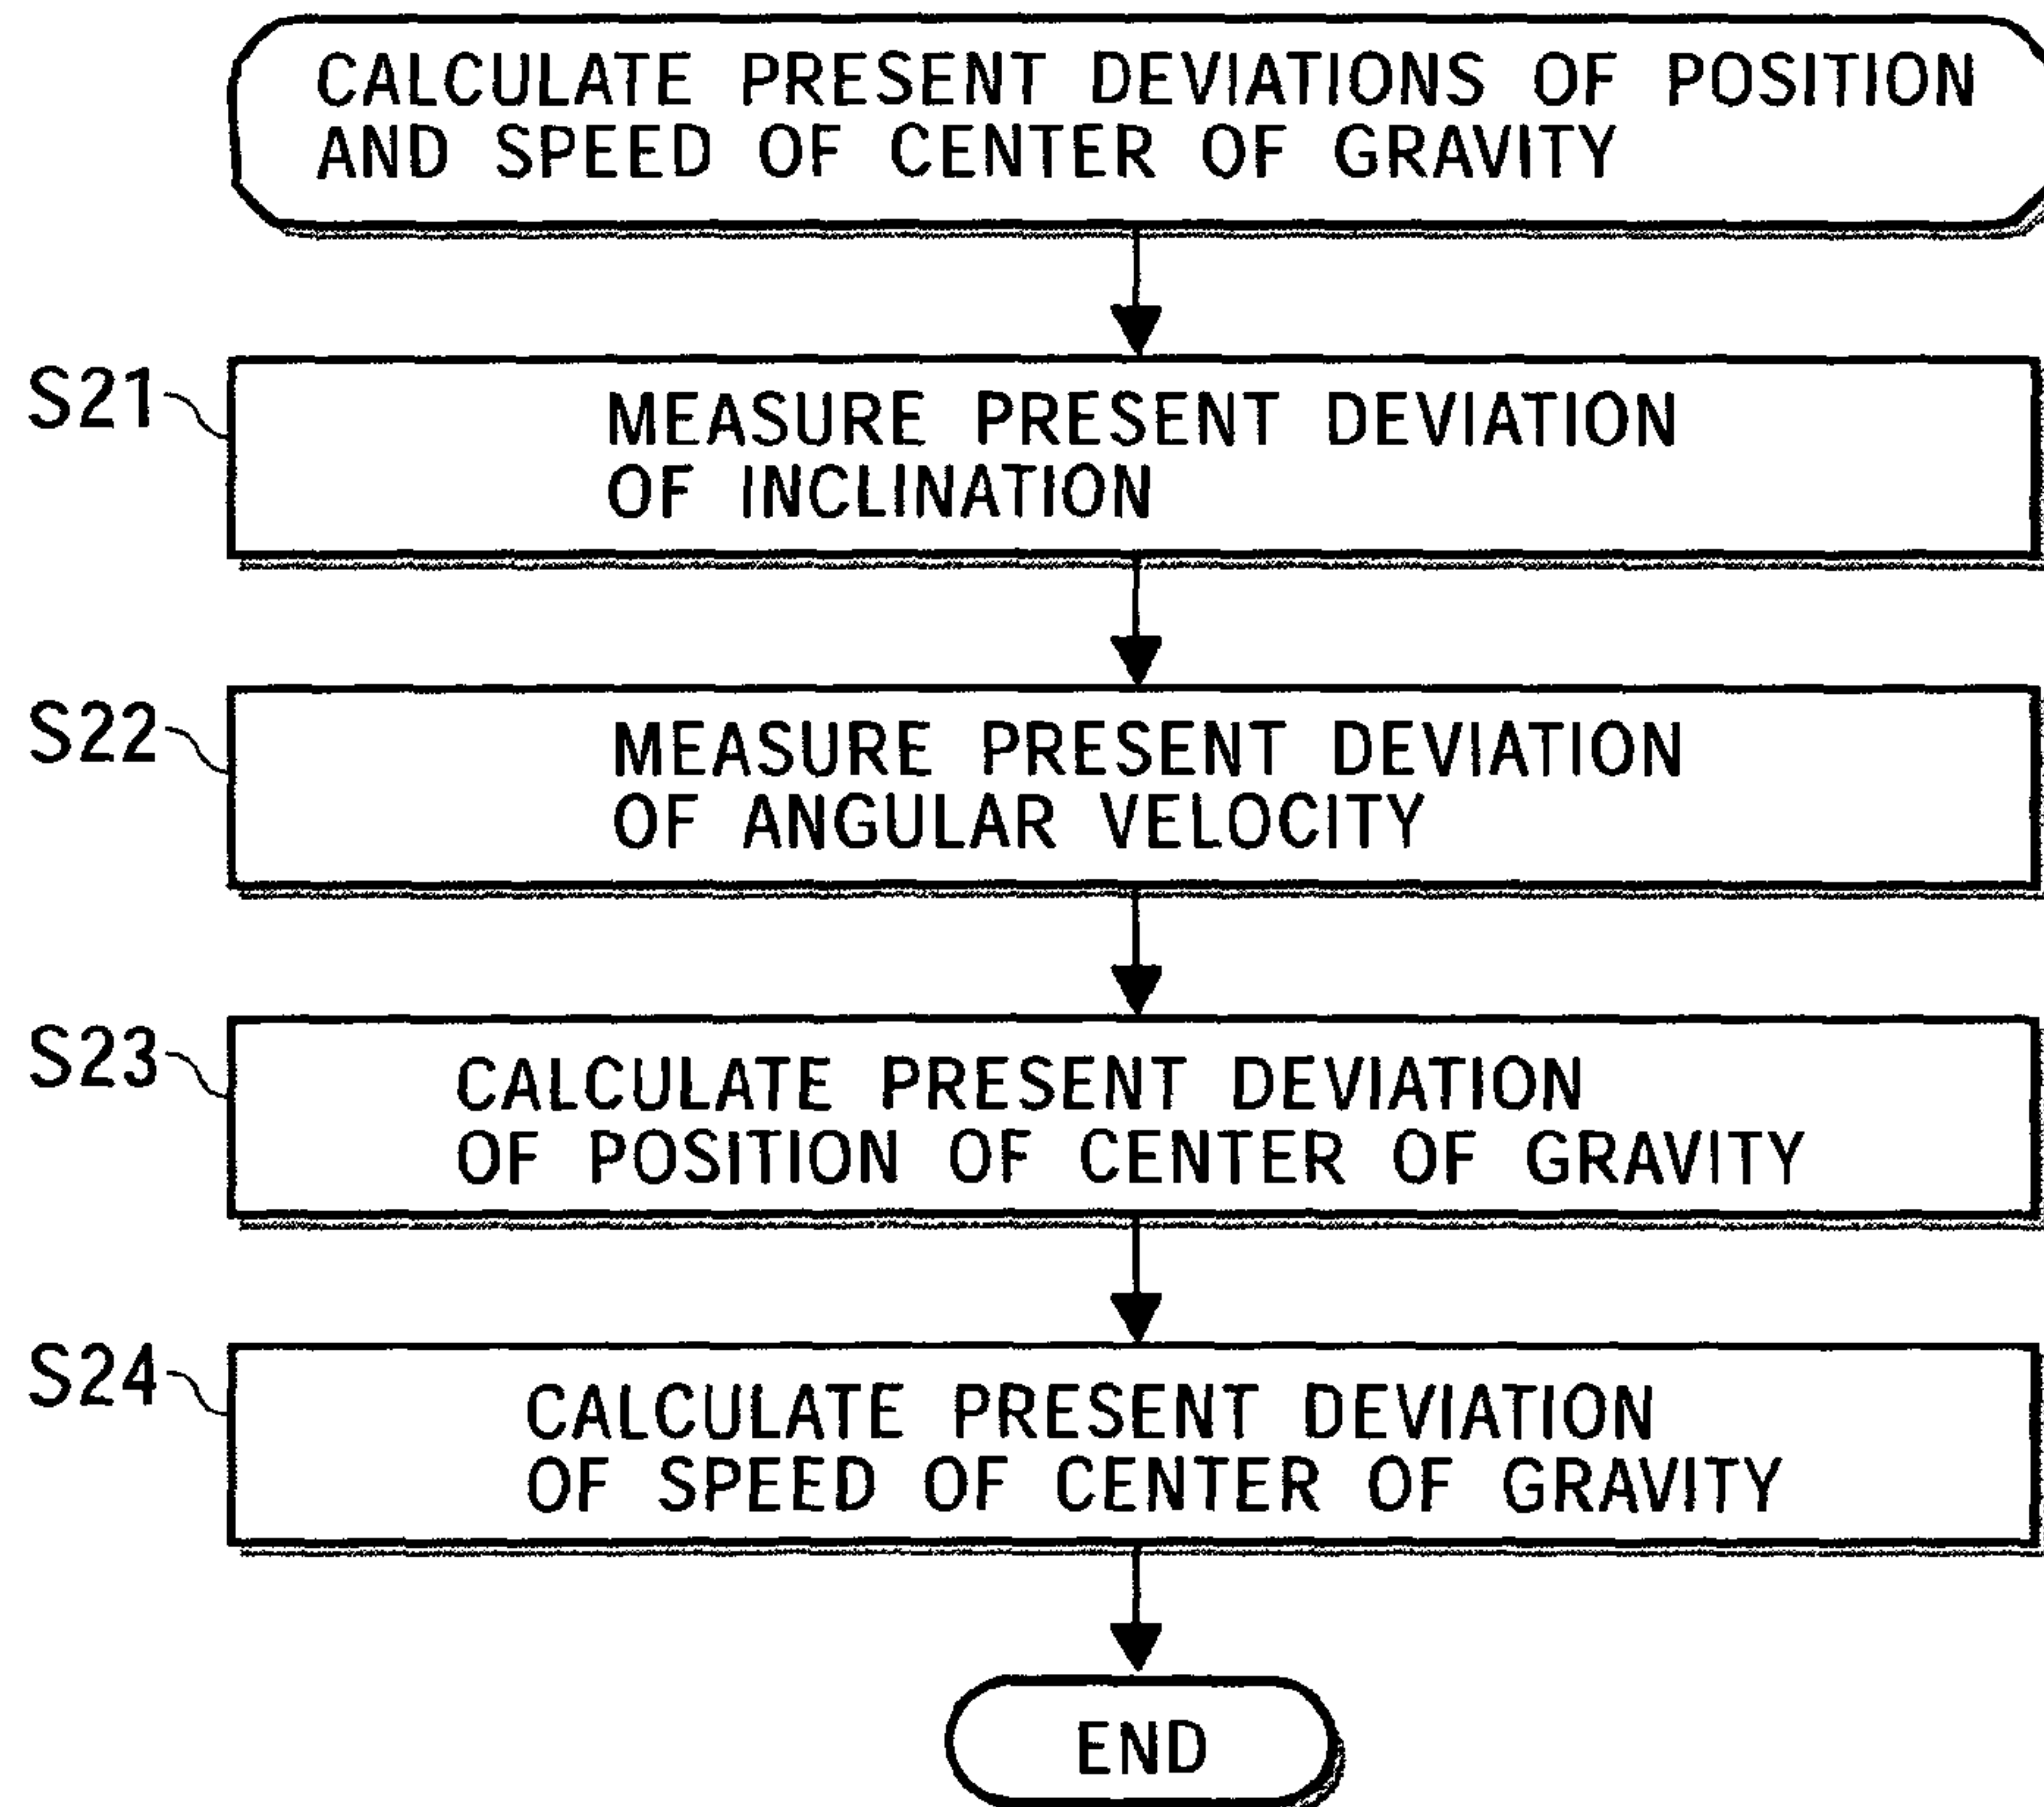 CALCULATE PRESENT DEVIATIONS OF POSITION
AND SPEED OF CENTER OF GRAVITY
S21
MEASURE PRESENT DEVIATION
OF INCLINATION
S22
MEASURE PRESENT DEVIATION
OF ANGULAR VELOCITY
S23
CALCULATE PRESENT DEVIATION
OF POSITION OF CENTER OF GRAVITY
S24
CALCULATE PRESENT DEVIATION
OF SPEED OF CENTER OF GRAVITY
END